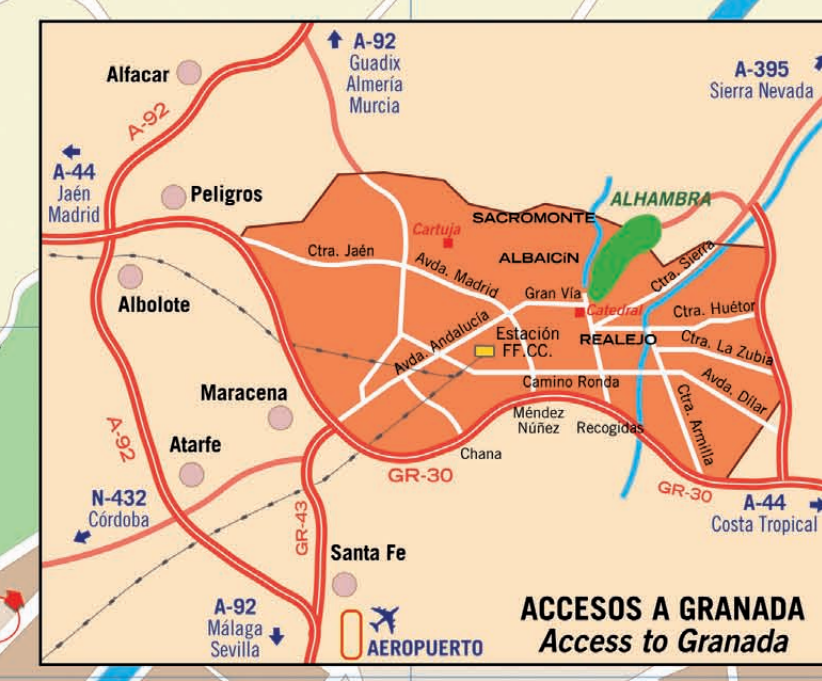 A-92
Guadix
Almería
Murcia
Alfacar
A-92
A-395
Sierra Nevada
A-44
Jaén
Madrid
Peligros
ALHAMBRA
SACROMONTE
Cartuja
ALBAICíN
Ctra. Jaén
Avda. Madrid
Ctra. Sierra
Albolote
Gran Vía
Catedral
Ctra. Huétor
Avda. Andalucía
Estación
FF.CC.
REALEJO
Ctra. La Zubia
Camino Ronda
Avda. Dílar
Maracena
Ctra. Armilla
Méndez
Núñez
Recogidas
A-92
Atarfe
Chana
GR-30
GR-30
N-432
Córdoba
GR-43
A-44
Costa Tropical
Santa Fe
A-92
Málaga
Sevilla
AEROPUERTO
ACCESOS A GRANADA
Access to Granada